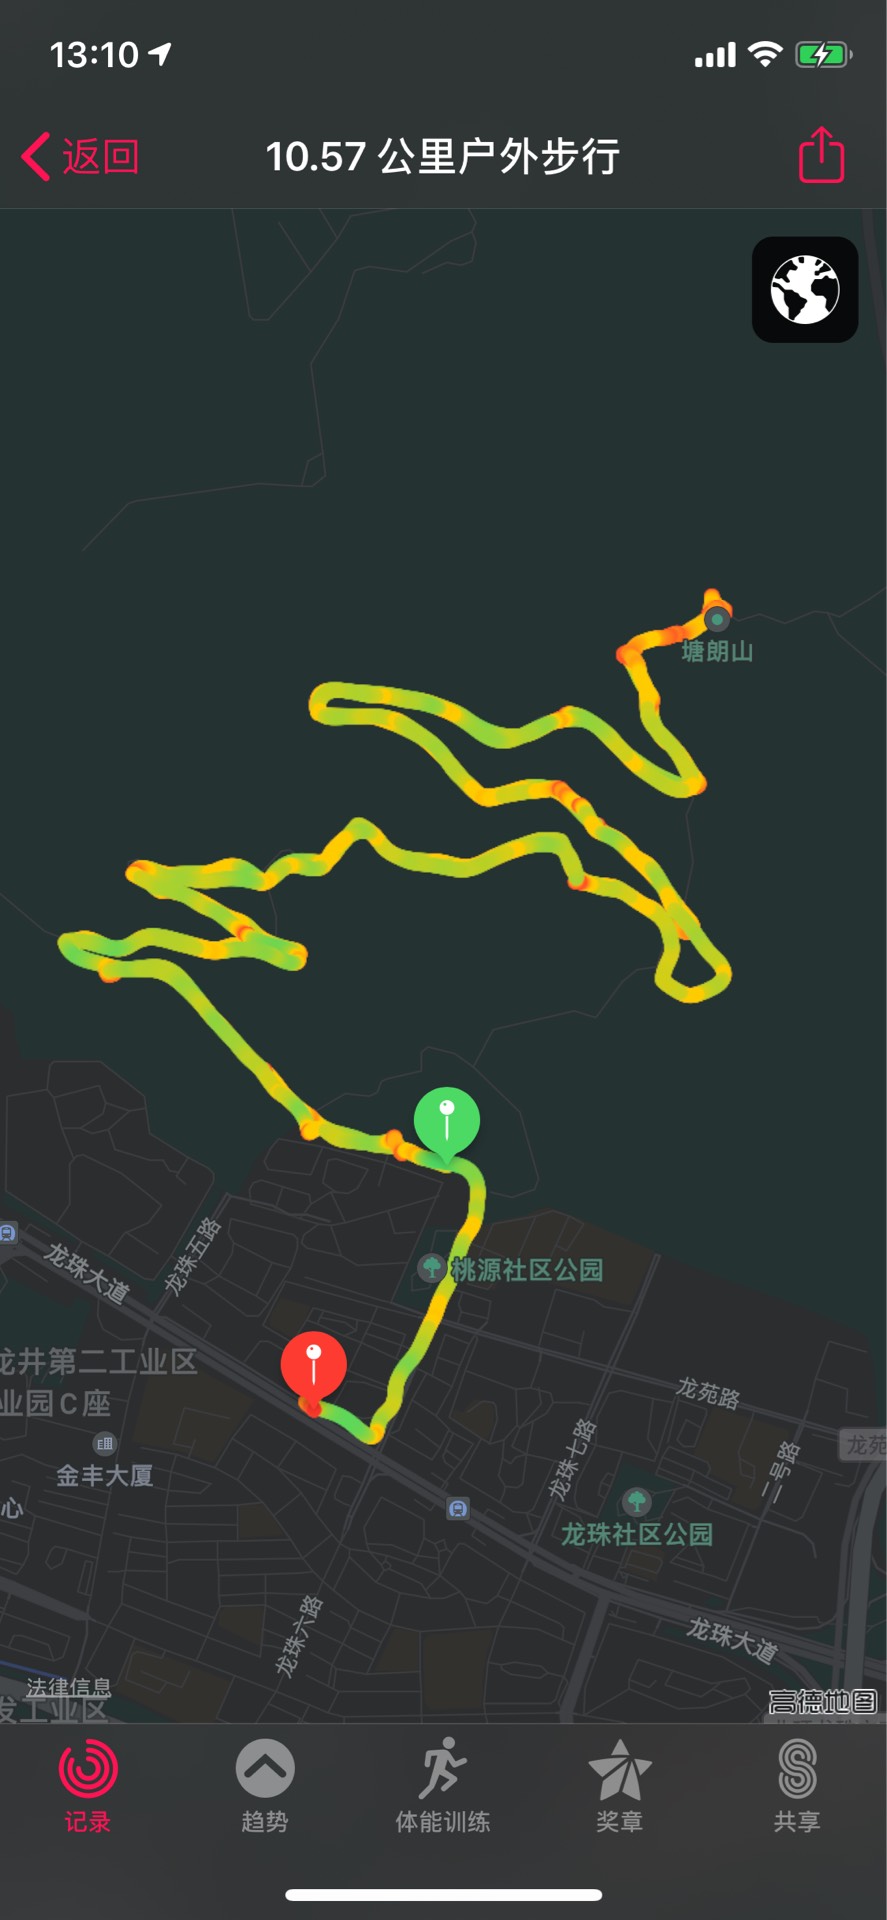 13:10
返回
10.57 公里户外步行
塘朗山
桃源社区公园
龙珠五路
龙珠大道
龙井第二工业区
业园C座
龙苑路
金丰大厦
龙珠七路
二号路
龙苑
心
龙珠社区公园
龙珠六路
龙珠大道
法律信息
发工业区
高德地图
记录
趋势
体能训练
奖章
共享